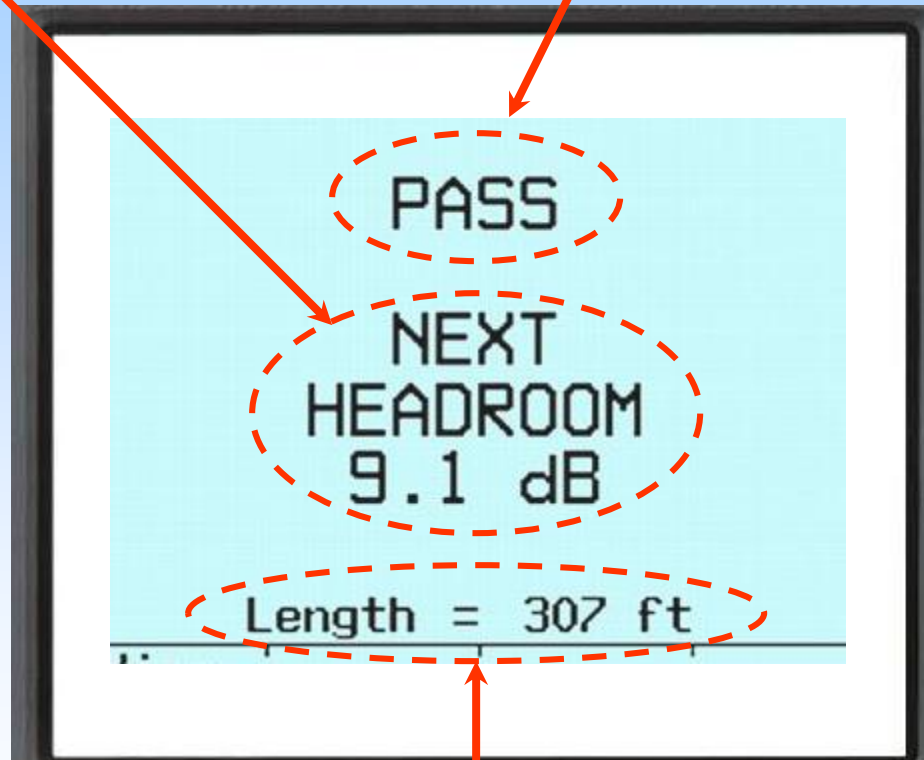 PASS
NEXT
HEADROOM
9.1 dB
Length = 307 ft